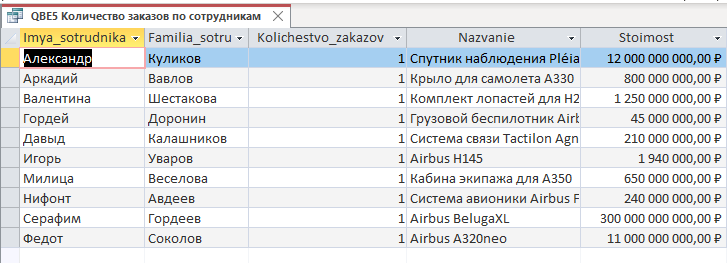 QBE5 Количество заказов по сотрудникам
Imya_sotrudnika Familia_sotru Kolichestvo_zakazov Nazvanie Stoimost
Александр Куликов 1 Спутник наблюдения Pléia 12 000 000 000,00 ₽
Аркадий Вавлов 1 Крыло для самолета А330 800 000 000,00 ₽
Валентина Шестакова 1 Комплект лопастей для H2 1 250 000 000,00 ₽
Гордей Доронин 1 Грузовой беспилотник Airb 45 000 000,00 ₽
Давыд Калашников 1 Система связи Tactilon Agn 210 000 000,00 ₽
Игорь Уваров 1 Airbus H145 1 940 000,00 ₽
Милица Веселова 1 Кабина экипажа для A350 650 000 000,00 ₽
Нифонт Авдеев 1 Система авионики Airbus F 240 000 000,00 ₽
Серафим Гордеев 1 Airbus BelugaXL 300 000 000 000,00 ₽
Федот Соколов 1 Airbus A320neo 11 000 000 000,00 ₽